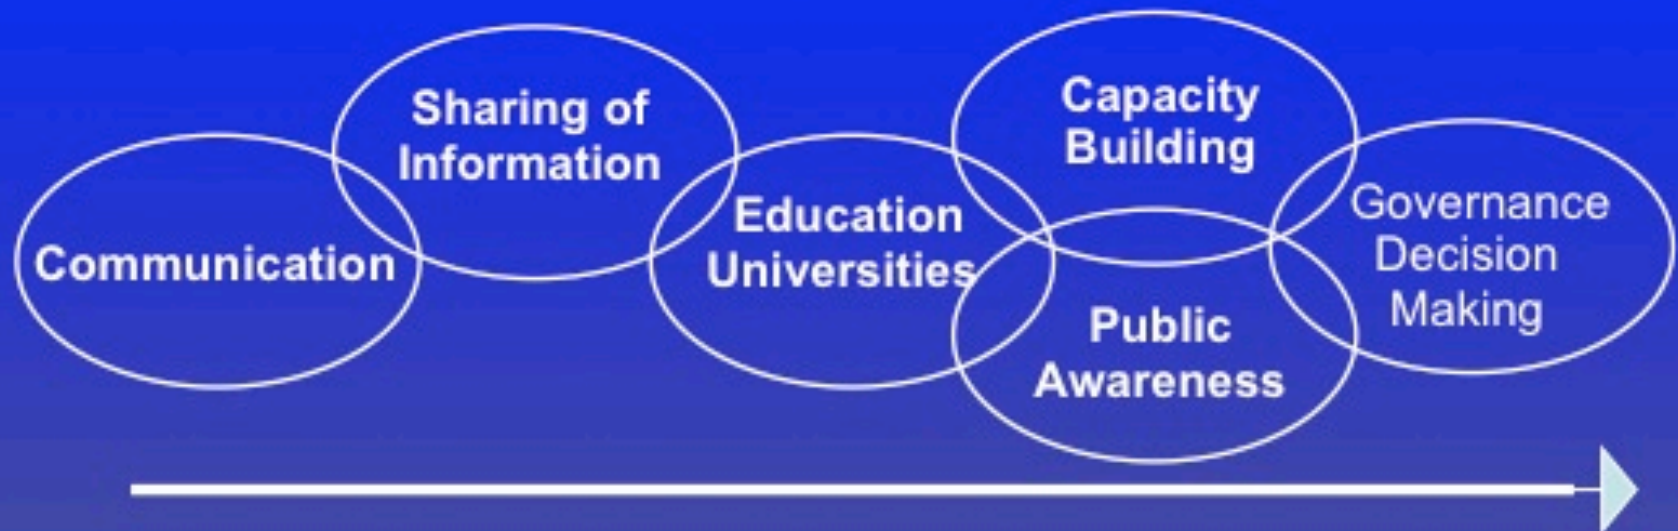 Communication
Sharing of
Information
Education
Universities
Capacity
Building
Public
Awareness
Governance
Decision
Making